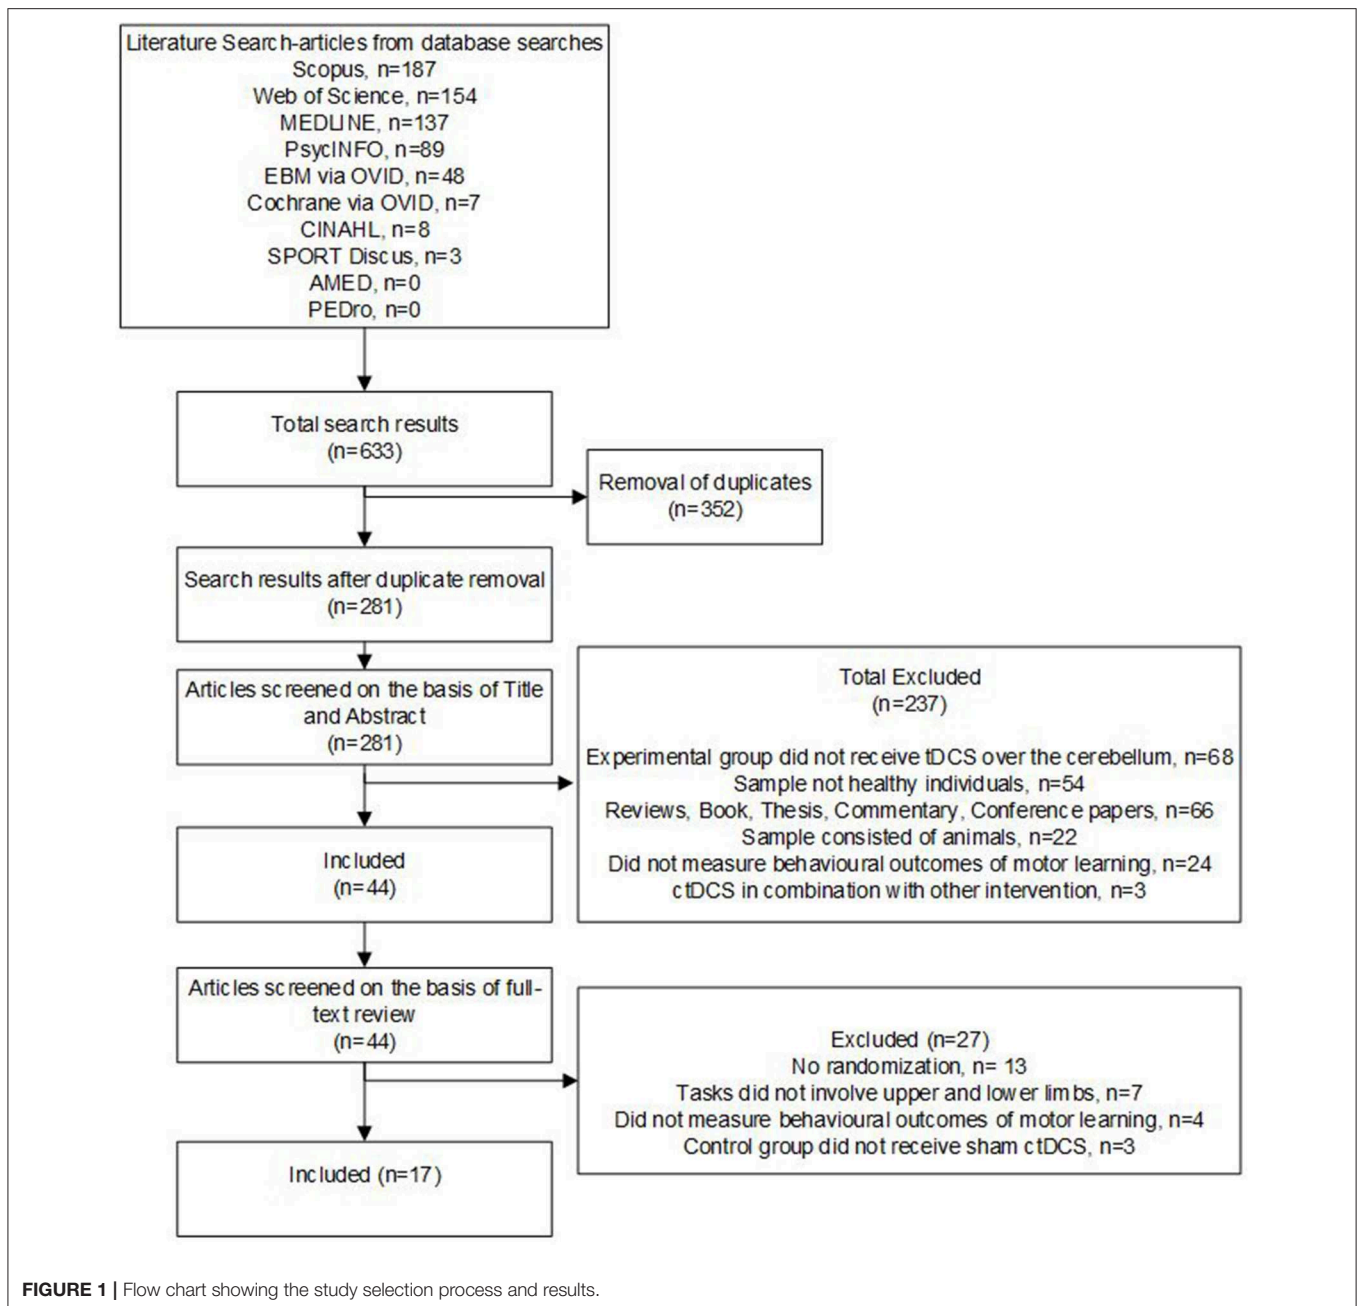 Literature Search-articles from database searches
Scopus, n=187
Web of Science, n=154
MEDLINE, n=137
PsycINFO, n=89
EBM via OVID, n=48
Cochrane via OVID, n=7
CINAHL, n=8
SPORT Discus, n=3
AMED, n=0
PEDro, n=0
Total search results
(n=633)
Removal of duplicates
(n=352)
Search results after duplicate removal
(n=281)
Articles screened on the basis of Title
and Abstract
(n=281)
Total Excluded
(n=237)
Experimental group did not receive tDCS over the cerebellum, n=68
Sample not healthy individuals, n=54
Reviews, Book, Thesis, Commentary, Conference papers, n=66
Sample consisted of animals, n=22
Did not measure behavioural outcomes of motor learning, n=24
ctDCS in combination with other intervention, n=3
Included
(n=44)
Articles screened on the basis of full-
text review
(n=44)
Excluded (n=27)
No randomization, n= 13
Tasks did not involve upper and lower limbs, n=7
Did not measure behavioural outcomes of motor learning, n=4
Control group did not receive sham ctDCS, n=3
Included (n=17)
FIGURE 1 | Flow chart showing the study selection process and results.